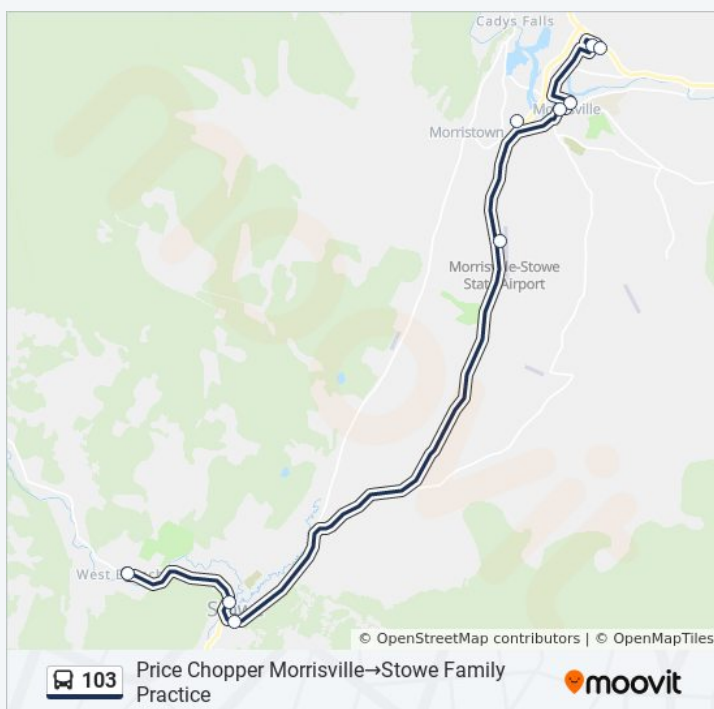 Cadys Falls
Morrisville
Morristown
Morrisville-Stowe
State Airport
Stowe
© OpenStreetMap contributors | © OpenMapTiles
103
Price Chopper Morrisville→Stowe Family
Practice
moovit